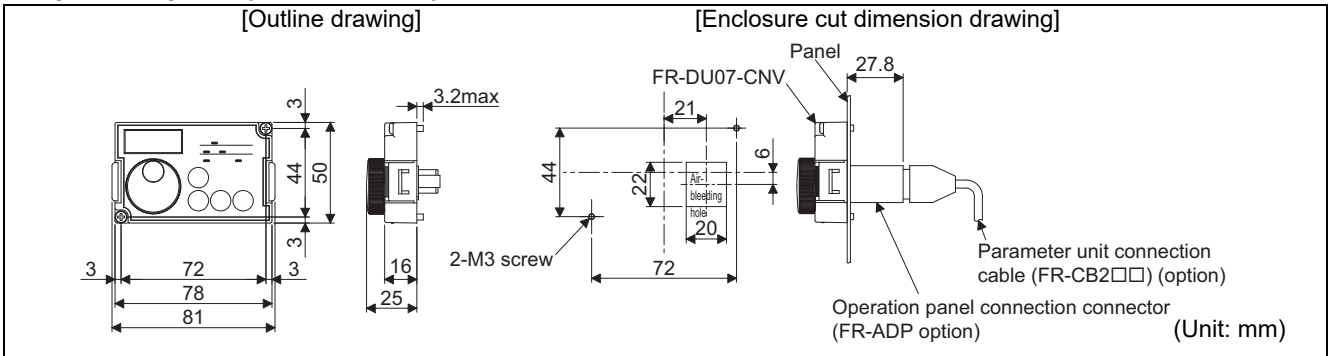 [Outline drawing]
[Enclosure cut dimension drawing]
3
44
50
3
3
72
3
78
81
3.2max
16
25
FR-DU07-CNV
Panel
27.8
21
44
22
6
Air-
bleeding
hole
20
72
2-M3 screw
Parameter unit connection
cable (FR-CB2□□) (option)
Operation panel connection connector
(FR-ADP option)
(Unit: mm)